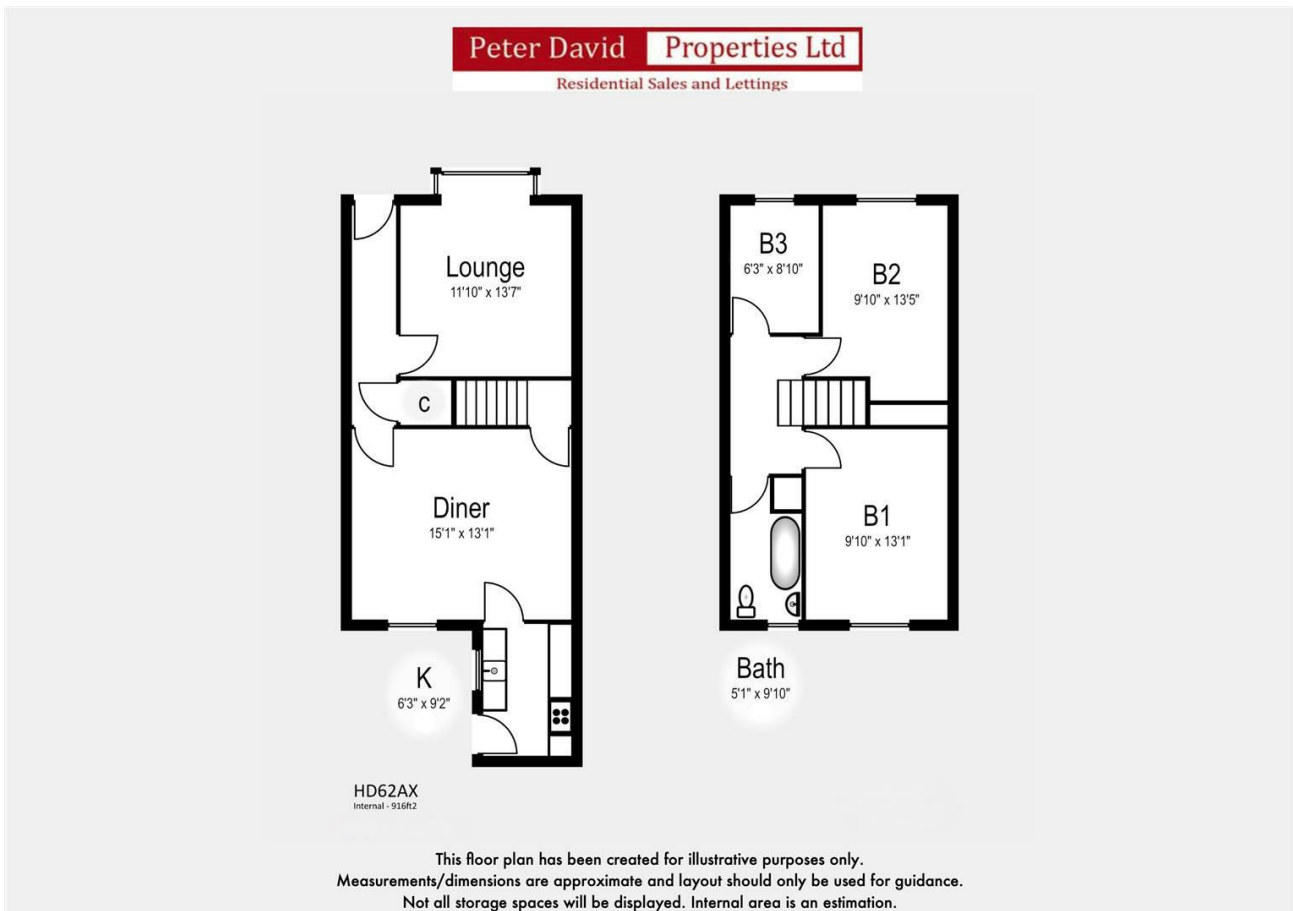 Peter David Properties Ltd
Residential Sales and Lettings
Lounge
11'10" x 13'7"
C
Diner
15'1" x 13'1"
K
6'3" x 9'2"
B3
6'3" x 8'10"
B2
9'10" x 13'5"
B1
9'10" x 13'1"
Bath
5'1" x 9'10"
HD62AX
Internal - 916ft2
This floor plan has been created for illustrative purposes only.
Measurements/dimensions are approximate and layout should only be used for guidance.
Not all storage spaces will be displayed. Internal area is an estimation.